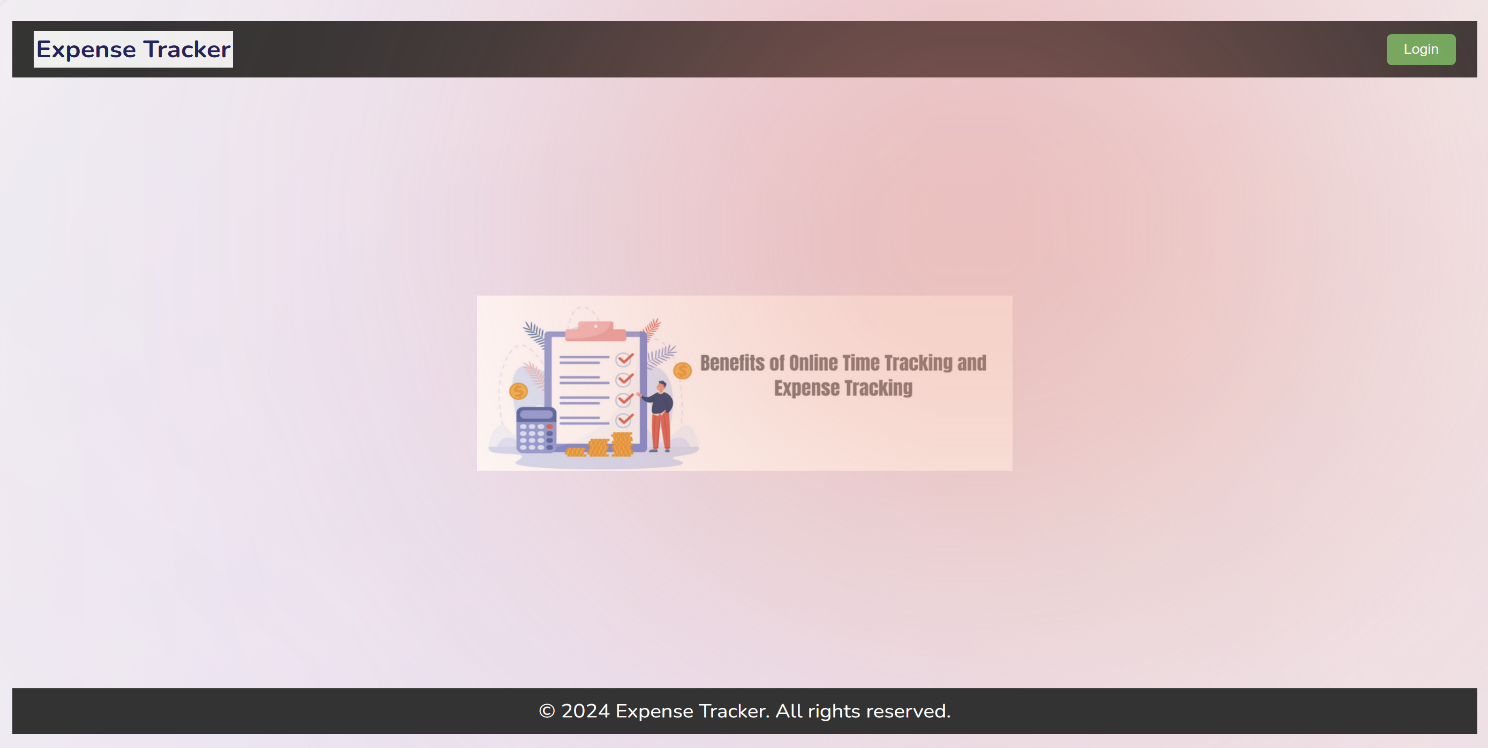 Expense Tracker
Login
Benefits of Online Time Tracking and
Expense Tracking
© 2024 Expense Tracker. All rights reserved.